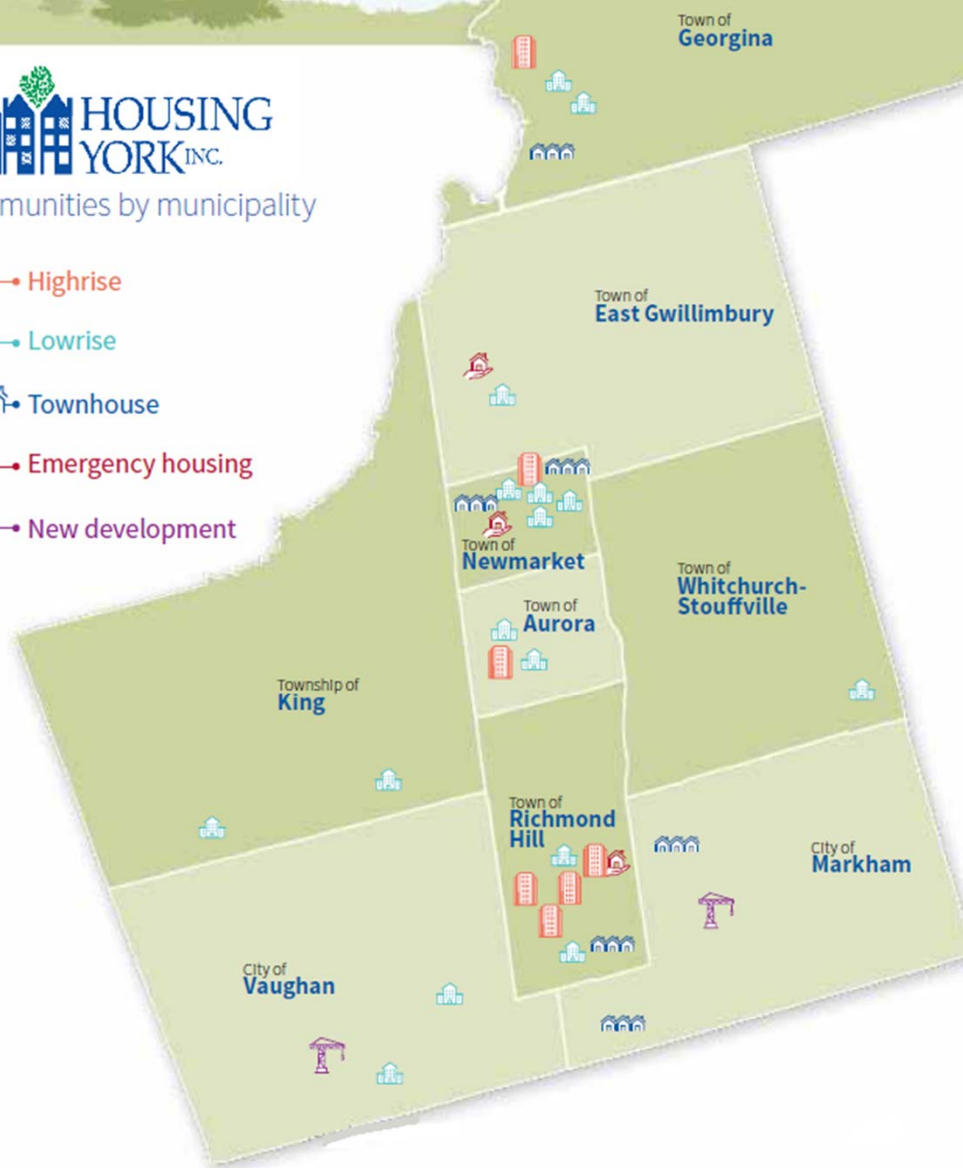 Town of
Georgina
HOUSING
YORK INC.
munities by municipality
Highrise
Lowrise
Townhouse
Emergency housing
New development
Town of
East Gwillimbury
Town of
Newmarket
Town of
Aurora
Town of
Whitchurch-
Stouffville
Township of
King
Town of
Richmond
Hill
City of
Markham
City of
Vaughan